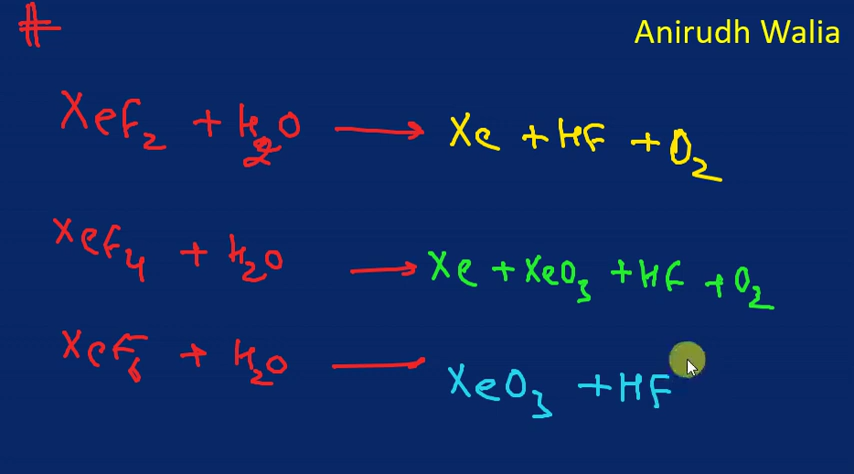 #
Anirudh Walia
XeF2 + H2O → Xe + HF + O2
XeF4 + H2O → Xe + XeO3 + HF + O2
XeF6 + H2O → XeO3 + HF